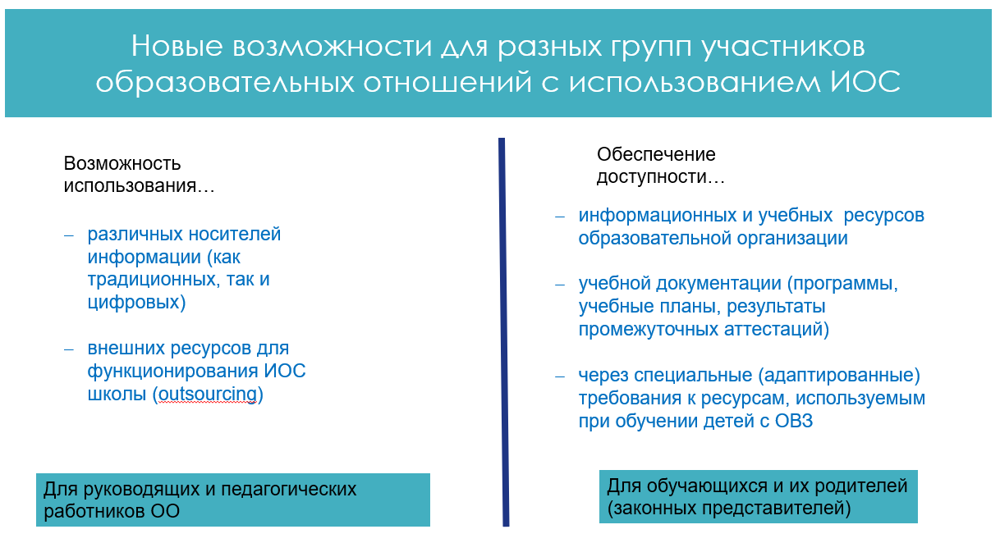 Новые возможности для разных групп участников
образовательных отношений с использованием ИОС
Возможность
использования…
– различных носителей
информации (как
традиционных, так и
цифровых)
– внешних ресурсов для
функционирования ИОС
школы (outsourcing)
Для руководящих и педагогических
работников ОО
Обеспечение
доступности…
– информационных и учебных ресурсов
образовательной организации
– учебной документации (программы,
учебные планы, результаты
промежуточных аттестаций)
– через специальные (адаптированные)
требования к ресурсам, используемым
при обучении детей с ОВЗ
Для обучающихся и их родителей
(законных представителей)